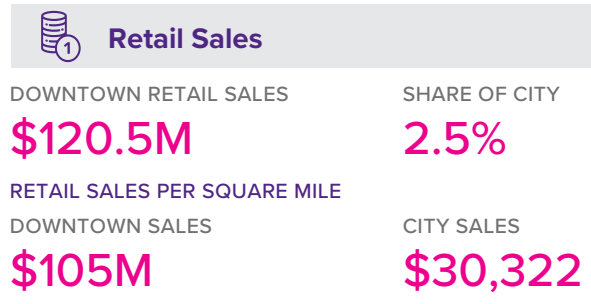 1
Retail Sales
DOWNTOWN RETAIL SALES
$120.5M
SHARE OF CITY
2.5%
RETAIL SALES PER SQUARE MILE
DOWNTOWN SALES
$105M
CITY SALES
$30,322